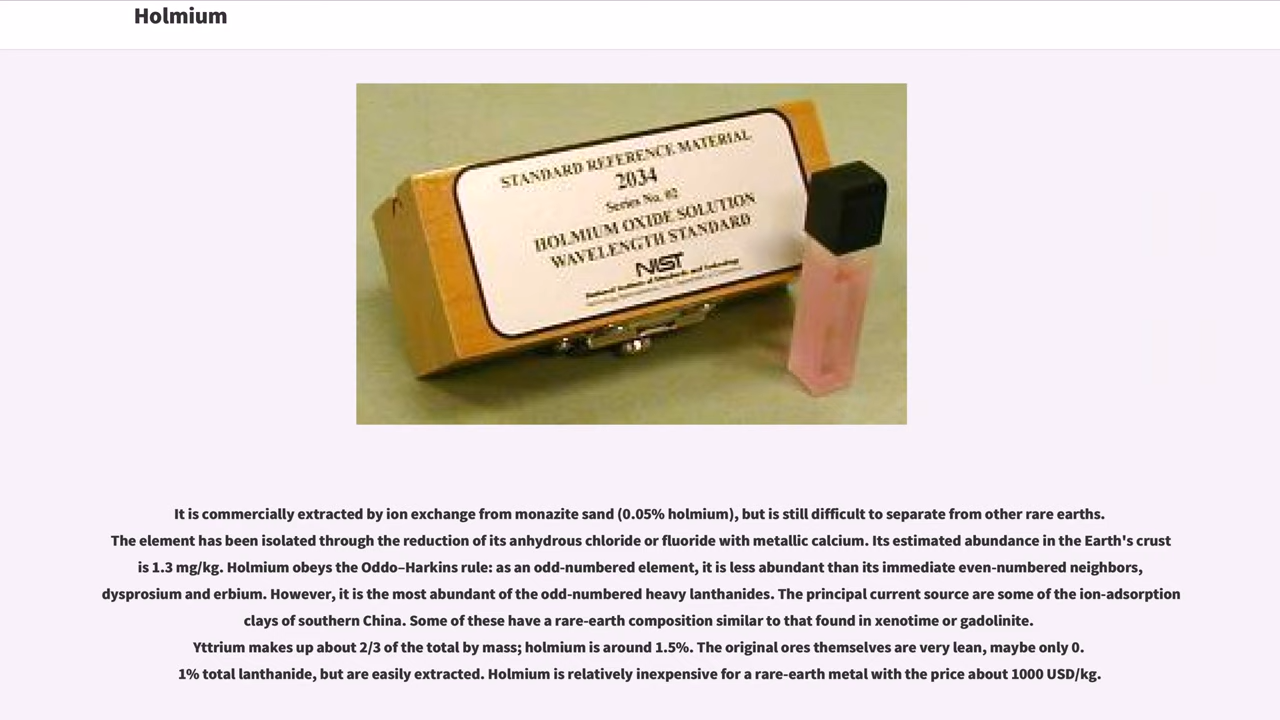 Holmium
STANDARD REFERENCE MATERIAL
2034
Series No. 02
HOLMIUM OXIDE SOLUTION
WAVELENGTH STANDARD
NIST
National Institute of Standards and Technology
It is commercially extracted by ion exchange from monazite sand (0.05% holmium), but is still difficult to separate from other rare earths.
The element has been isolated through the reduction of its anhydrous chloride or fluoride with metallic calcium. Its estimated abundance in the Earth's crust
is 1.3 mg/kg. Holmium obeys the Oddo–Harkins rule: as an odd-numbered element, it is less abundant than its immediate even-numbered neighbors,
dysprosium and erbium. However, it is the most abundant of the odd-numbered heavy lanthanides. The principal current source are some of the ion-adsorption
clays of southern China. Some of these have a rare-earth composition similar to that found in xenotime or gadolinite.
Yttrium makes up about 2/3 of the total by mass; holmium is around 1.5%. The original ores themselves are very lean, maybe only 0.
1% total lanthanide, but are easily extracted. Holmium is relatively inexpensive for a rare-earth metal with the price about 1000 USD/kg.